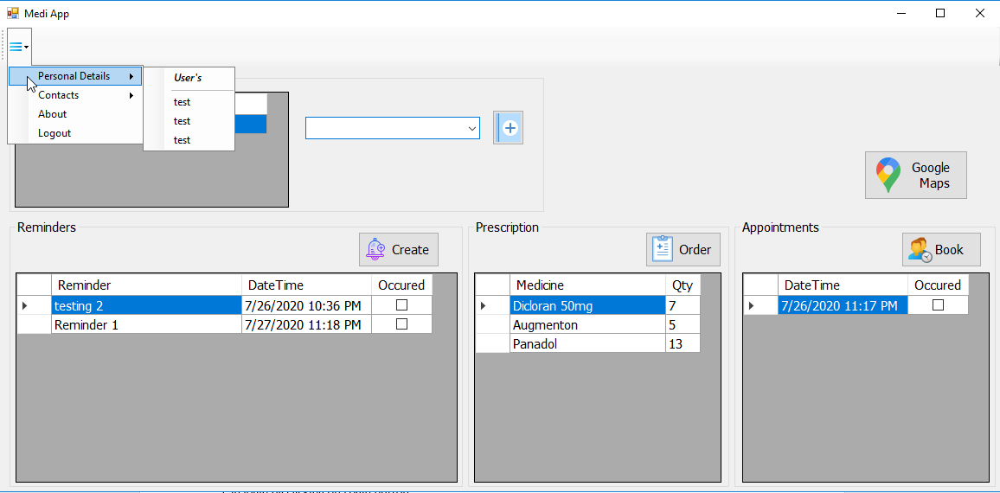 Medi App
Personal Details
Contacts
About
Logout
User's
test
test
test
Google
Maps
Reminders
Create
Reminder DateTime Occured
testing 2 7/26/2020 10:36 PM
Reminder 1 7/27/2020 11:18 PM
Prescription
Order
Medicine Qty
Dicloran 50mg 7
Augmenton 5
Panadol 13
Appointments
Book
DateTime Occured
7/26/2020 11:17 PM